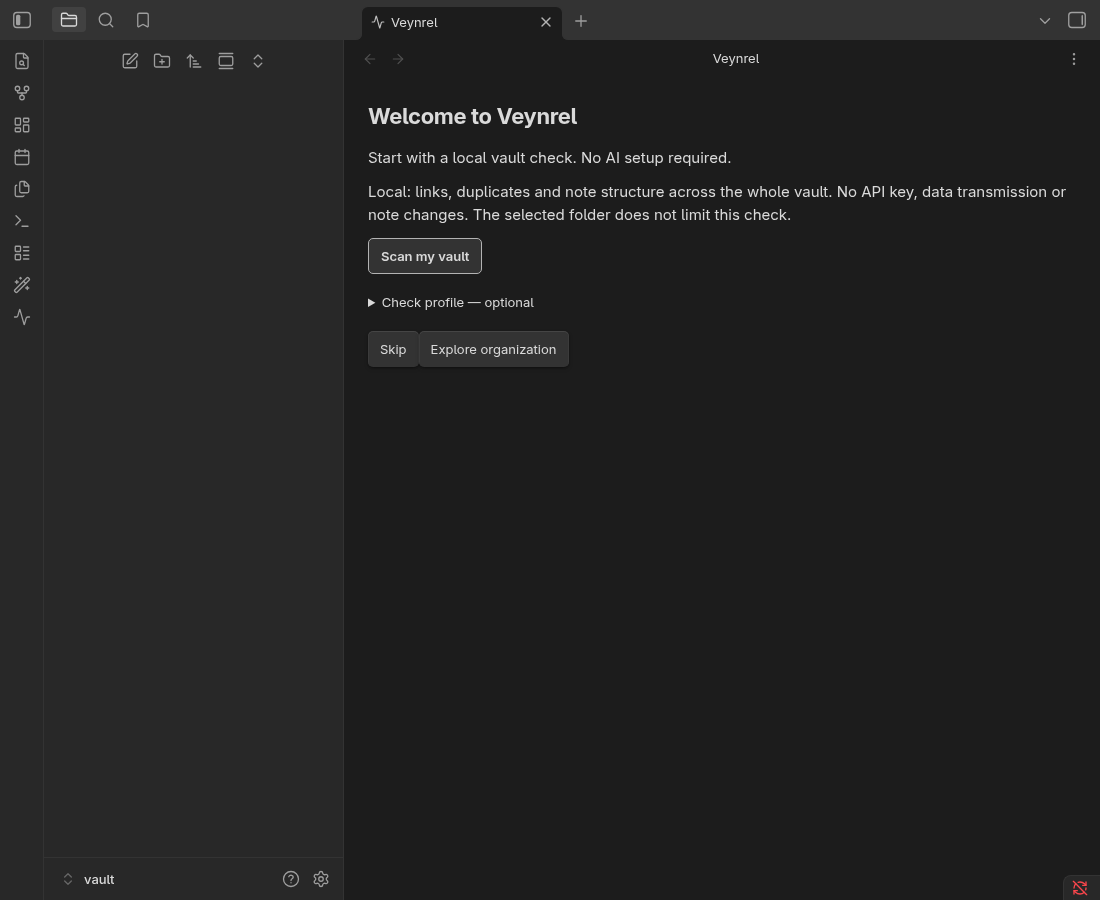 Veynrel
Veynrel
Welcome to Veynrel
Start with a local vault check. No AI setup required.
Local: links, duplicates and note structure across the whole vault. No API key, data transmission or
note changes. The selected folder does not limit this check.
Scan my vault
Check profile — optional
Skip
Explore organization
vault